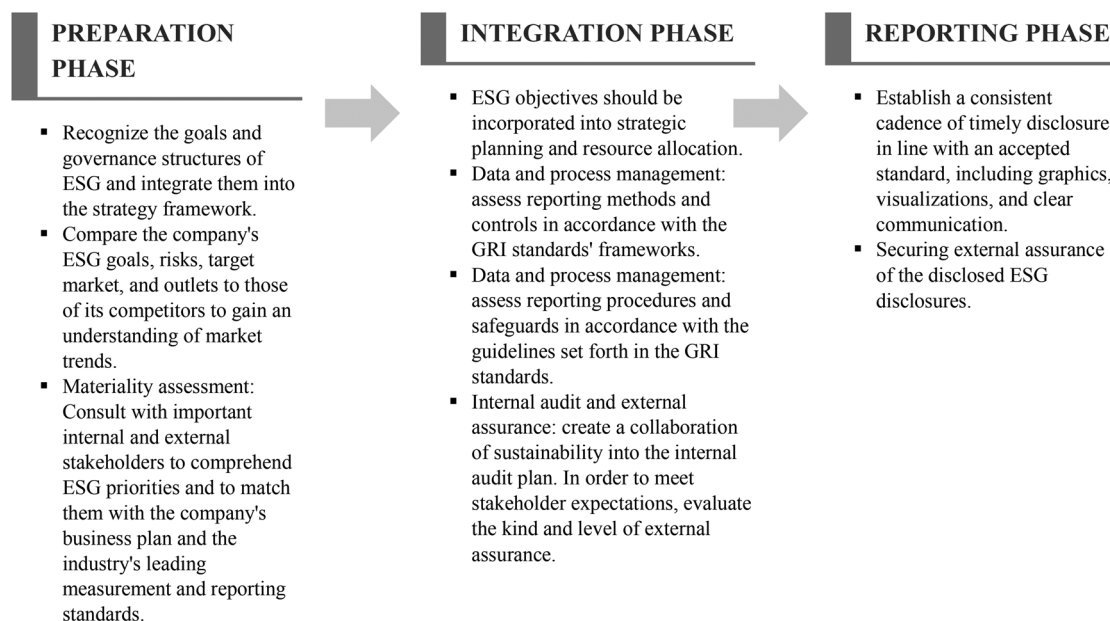 PREPARATION
PHASE
▪ Recognize the goals and
governance structures of
ESG and integrate them into
the strategy framework.
▪ Compare the company's
ESG goals, risks, target
market, and outlets to those
of its competitors to gain an
understanding of market
trends.
▪ Materiality assessment:
Consult with important
internal and external
stakeholders to comprehend
ESG priorities and to match
them with the company's
business plan and the
industry's leading
measurement and reporting
standards.
INTEGRATION PHASE
▪ ESG objectives should be
incorporated into strategic
planning and resource allocation.
▪ Data and process management:
assess reporting methods and
controls in accordance with the
GRI standards' frameworks.
▪ Data and process management:
assess reporting procedures and
safeguards in accordance with the
guidelines set forth in the GRI
standards.
▪ Internal audit and external
assurance: create a collaboration
of sustainability into the internal
audit plan. In order to meet
stakeholder expectations, evaluate
the kind and level of external
assurance.
REPORTING PHASE
▪ Establish a consistent
cadence of timely disclosure
in line with an accepted
standard, including graphics,
visualizations, and clear
communication.
▪ Securing external assurance
of the disclosed ESG
disclosures.